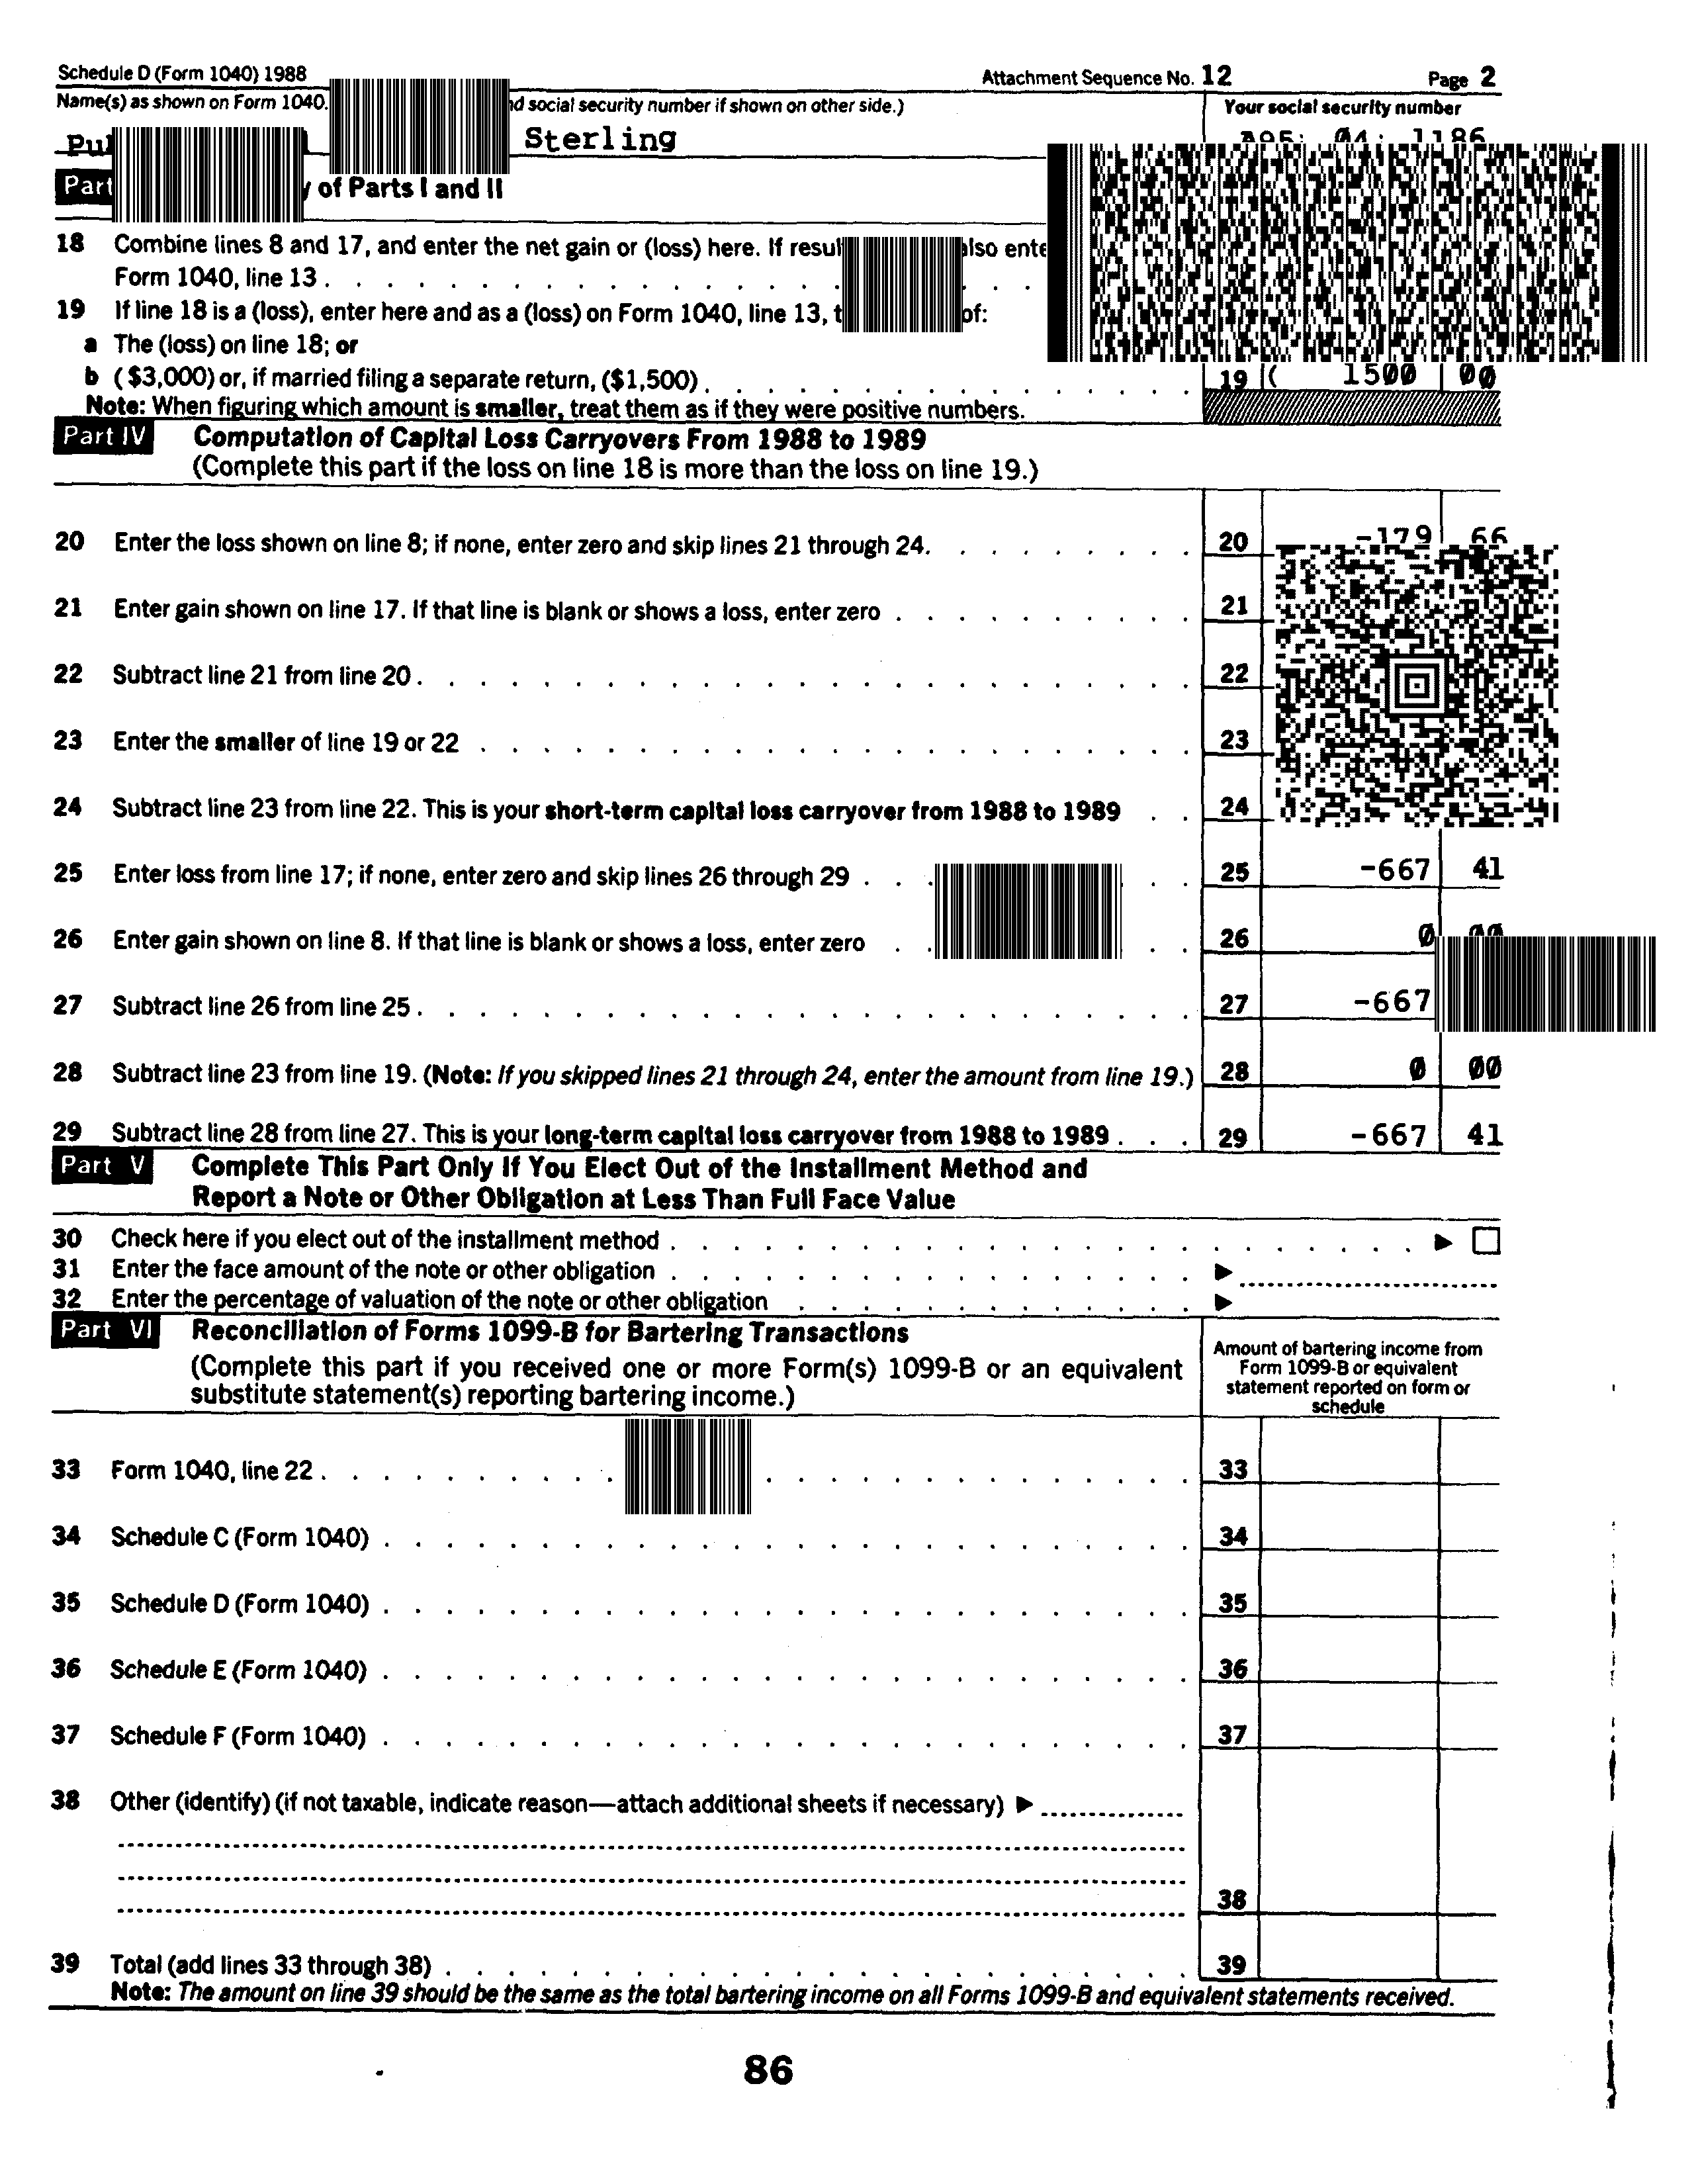 Schedule D (Form 1040) 1988 Attachment Sequence No. 12 Page 2
Name(s) as shown on Form 1040. social security number if shown on other side.) Your social security number
Sterling
Part of Parts I and II
18 Combine lines 8 and 17, and enter the net gain or (loss) here. If
Form 1040, line 13
19 If line 18 is a (loss), enter here and as a (loss) on Form 1040, line 13, of:
a The (loss) on line 18; or
b ($3,000) or, if married filing a separate return, ($1,500) 19 ( 1500 00
Note: When figuring which amount is smaller, treat them as if they were positive numbers.
Part IV Computation of Capital Loss Carryovers From 1988 to 1989
(Complete this part if the loss on line 18 is more than the loss on line 19.)
20 Enter the loss shown on line 8; if none, enter zero and skip lines 21 through 24. 20 -179 66
21 Enter gain shown on line 17. If that line is blank or shows a loss, enter zero 21
22 Subtract line 21 from line 20 22
23 Enter the smaller of line 19 or 22 23
24 Subtract line 23 from line 22. This is your short-term capital loss carryover from 1988 to 1989 24
25 Enter loss from line 17; if none, enter zero and skip lines 26 through 29 25 -667 41
26 Enter gain shown on line 8. If that line is blank or shows a loss, enter zero 26 0 00
27 Subtract line 26 from line 25 27 -667
28 Subtract line 23 from line 19. (Note: If you skipped lines 21 through 24, enter the amount from line 19.) 28 0 00
29 Subtract line 28 from line 27. This is your long-term capital loss carryover from 1988 to 1989 29 -667 41
Part V Complete This Part Only If You Elect Out of the Installment Method and
Report a Note or Other Obligation at Less Than Full Face Value
30 Check here if you elect out of the installment method
31 Enter the face amount of the note or other obligation
32 Enter the percentage of valuation of the note or other obligation
Part VI Reconciliation of Forms 1099-B for Bartering Transactions
(Complete this part if you received one or more Form(s) 1099-B or an equivalent
substitute statement(s) reporting bartering income.)
Amount of bartering income from
Form 1099-B or equivalent
statement reported on form or
schedule
33 Form 1040, line 22 33
34 Schedule C (Form 1040) 34
35 Schedule D (Form 1040) 35
36 Schedule E (Form 1040) 36
37 Schedule F (Form 1040) 37
38 Other (identify) (if not taxable, indicate reason—attach additional sheets if necessary)
38
39 Total (add lines 33 through 38) 39
Note: The amount on line 39 should be the same as the total bartering income on all Forms 1099-B and equivalent statements received.
86